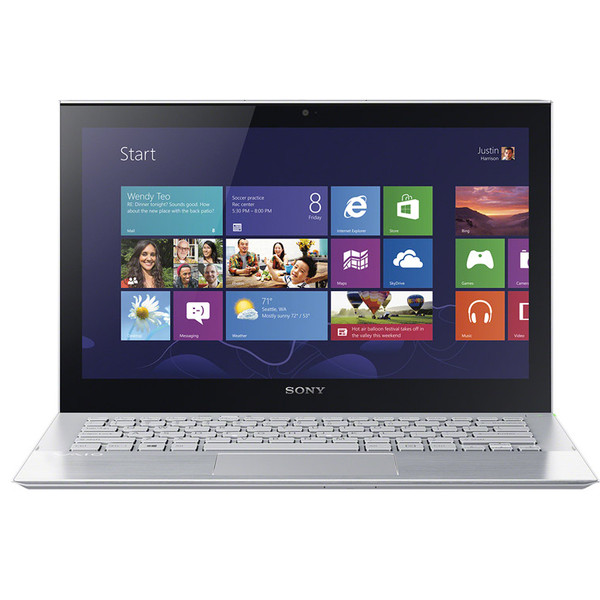 Start
Justin
Harrison
Wendy Teo
RE: Dinner tonight? Sounds good. How
about the new place with the back patio?
Mail
8
Soccer practice
Rec center
5:30 PM – 8:00 PM
8
Friday
Internet Explorer
Store
Bing
Maps
SkyDrive
Games
Camera
Messaging
71°
Seattle, WA
Mostly sunny 72° / 53°
Weather
Hot air balloon festival takes off in
the valley this weekend.
Music
SONY
VAIO